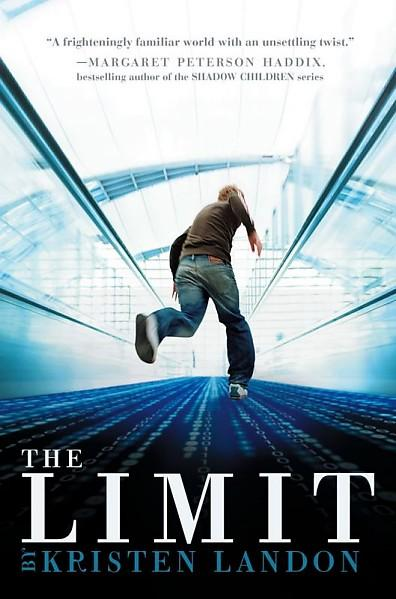 “A frighteningly familiar world with an unsettling twist.”
—MARGARET PETERSON HADDIX,
bestselling author of the SHADOW CHILDREN series
THE
LIMIT
BY KRISTEN LANDON